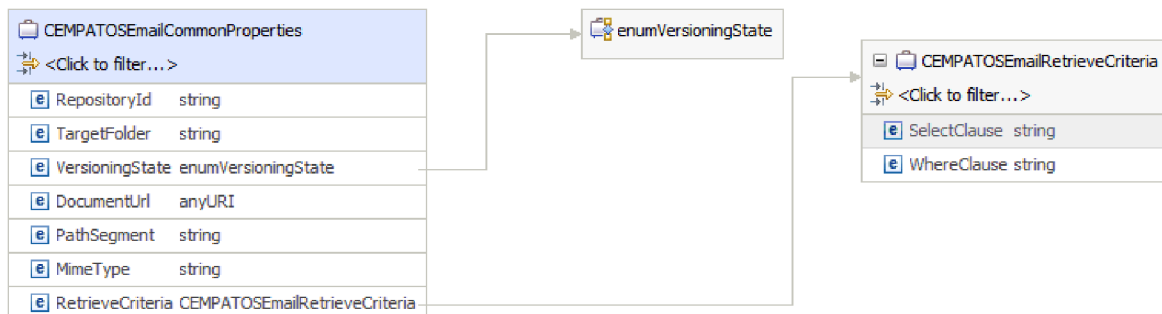 CEMPATOSEmailCommonProperties
<Click to filter...>
RepositoryId string
TargetFolder string
VersioningState enumVersioningState
DocumentUrl anyURI
PathSegment string
MimeType string
RetrieveCriteria CEMPATOSEmailRetrieveCriteria
enumVersioningState
CEMPATOSEmailRetrieveCriteria
<Click to filter...>
SelectClause string
WhereClause string